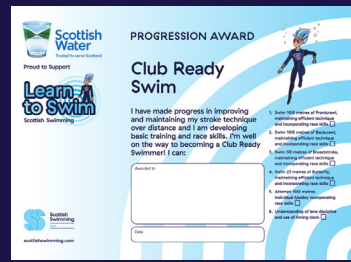 Scottish
Water
Trusted to serve Scotland
Proud to Support
Learn
to Swim
Scottish Swimming
Scottish
Swimming
scottishswimming.com
PROGRESSION AWARD
Club Ready
Swim
I have made progress in improving
and maintaining my stroke technique
over distance and I am developing
basic training and race skills. I'm well
on the way to becoming a Club Ready
Swimmer! I can:
Awarded to
Date
1. Swim 100 metres of Frontcrawl,
maintaining efficient technique
and incorporating race skills
2. Swim 100 metres of Backcrawl,
maintaining efficient technique
and incorporating race skills
3. Swim 50 metres of Breaststroke,
maintaining efficient technique
and incorporating race skills
4. Swim 25 metres of Butterfly,
maintaining efficient technique
and incorporating race skills
5. Attempt 100 metres
Individual Medley incorporating
race skills
6. Understanding of lane discipline
and use of timing clock